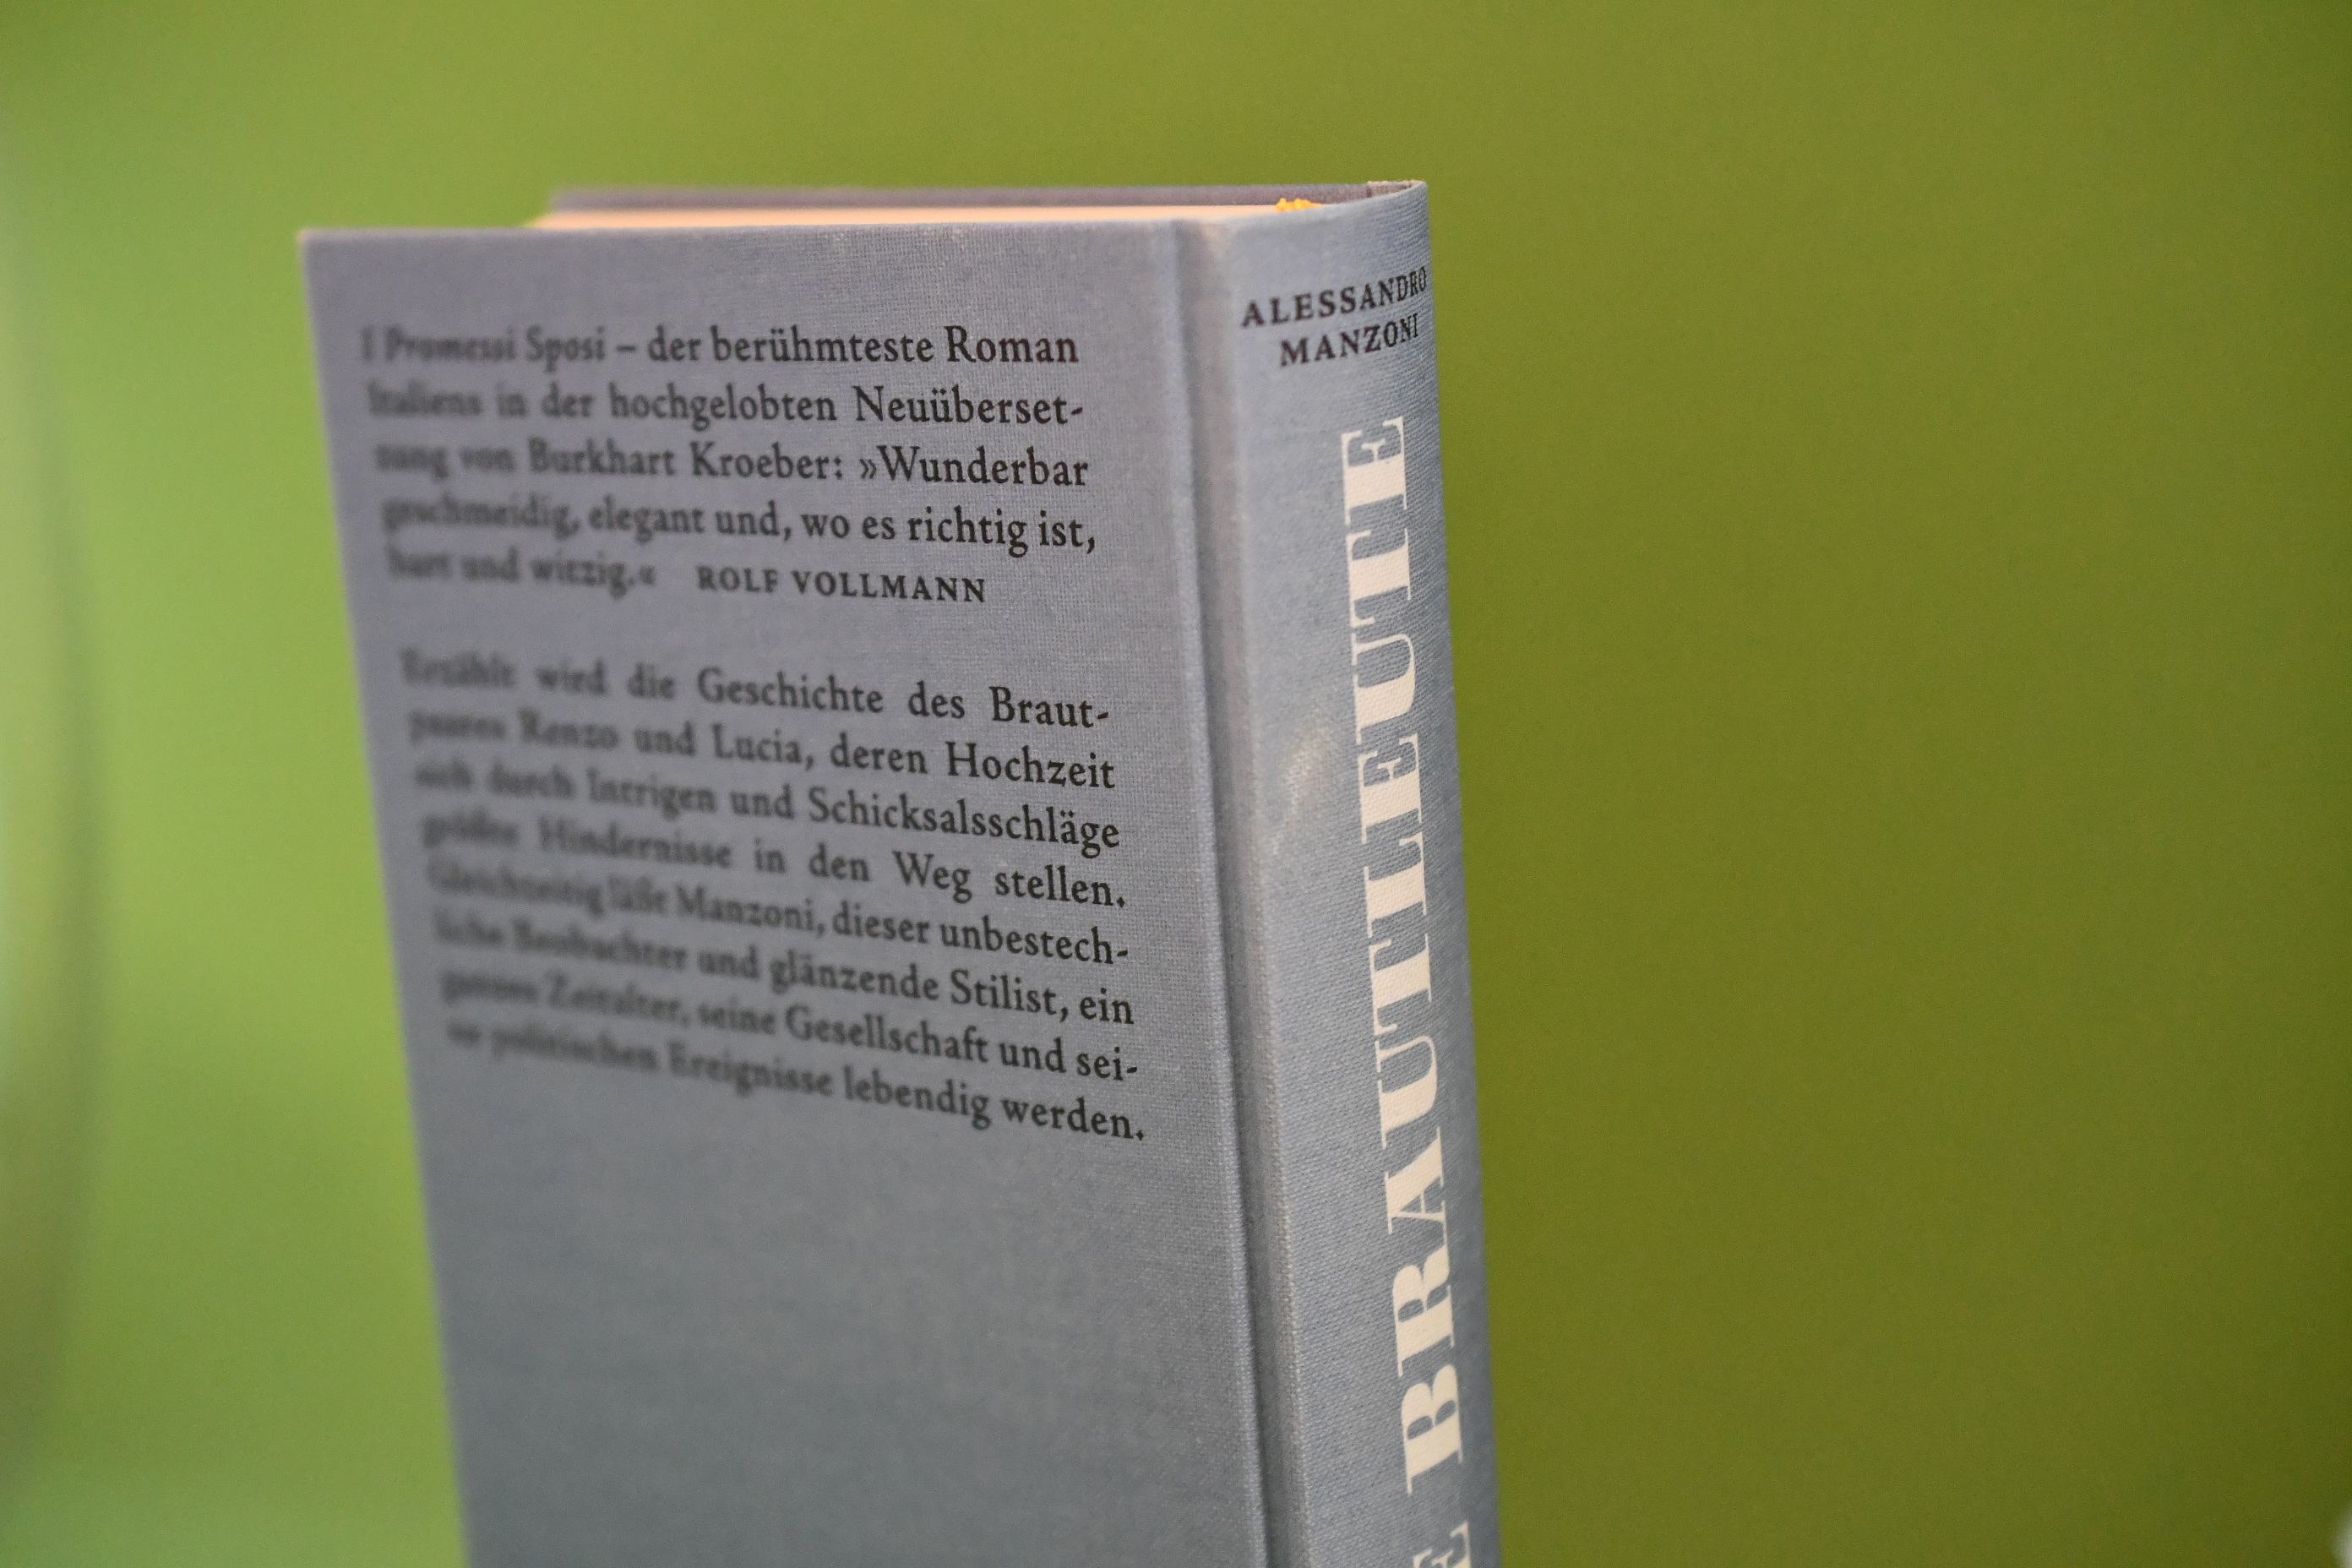 I Promessi Sposi – der berühmteste Roman
Italiens in der hochgelobten Neuüberset-
zung von Burkhart Kroeber: »Wunderbar
geschmeidig, elegant und, wo es richtig ist,
hart und witzig.« ROLF VOLLMANN
Erzählt wird die Geschichte des Braut-
paares Renzo und Lucia, deren Hochzeit
sich durch Intrigen und Schicksalsschläge
größte Hindernisse in den Weg stellen.
Gleichzeitig läßt Manzoni, dieser unbestech-
liche Beobachter und glänzende Stilist, ein
ganzes Zeitalter, seine Gesellschaft und sei-
ne politischen Ereignisse lebendig werden.
ALESSANDRO
MANZONI
E BRAUTLEUTE